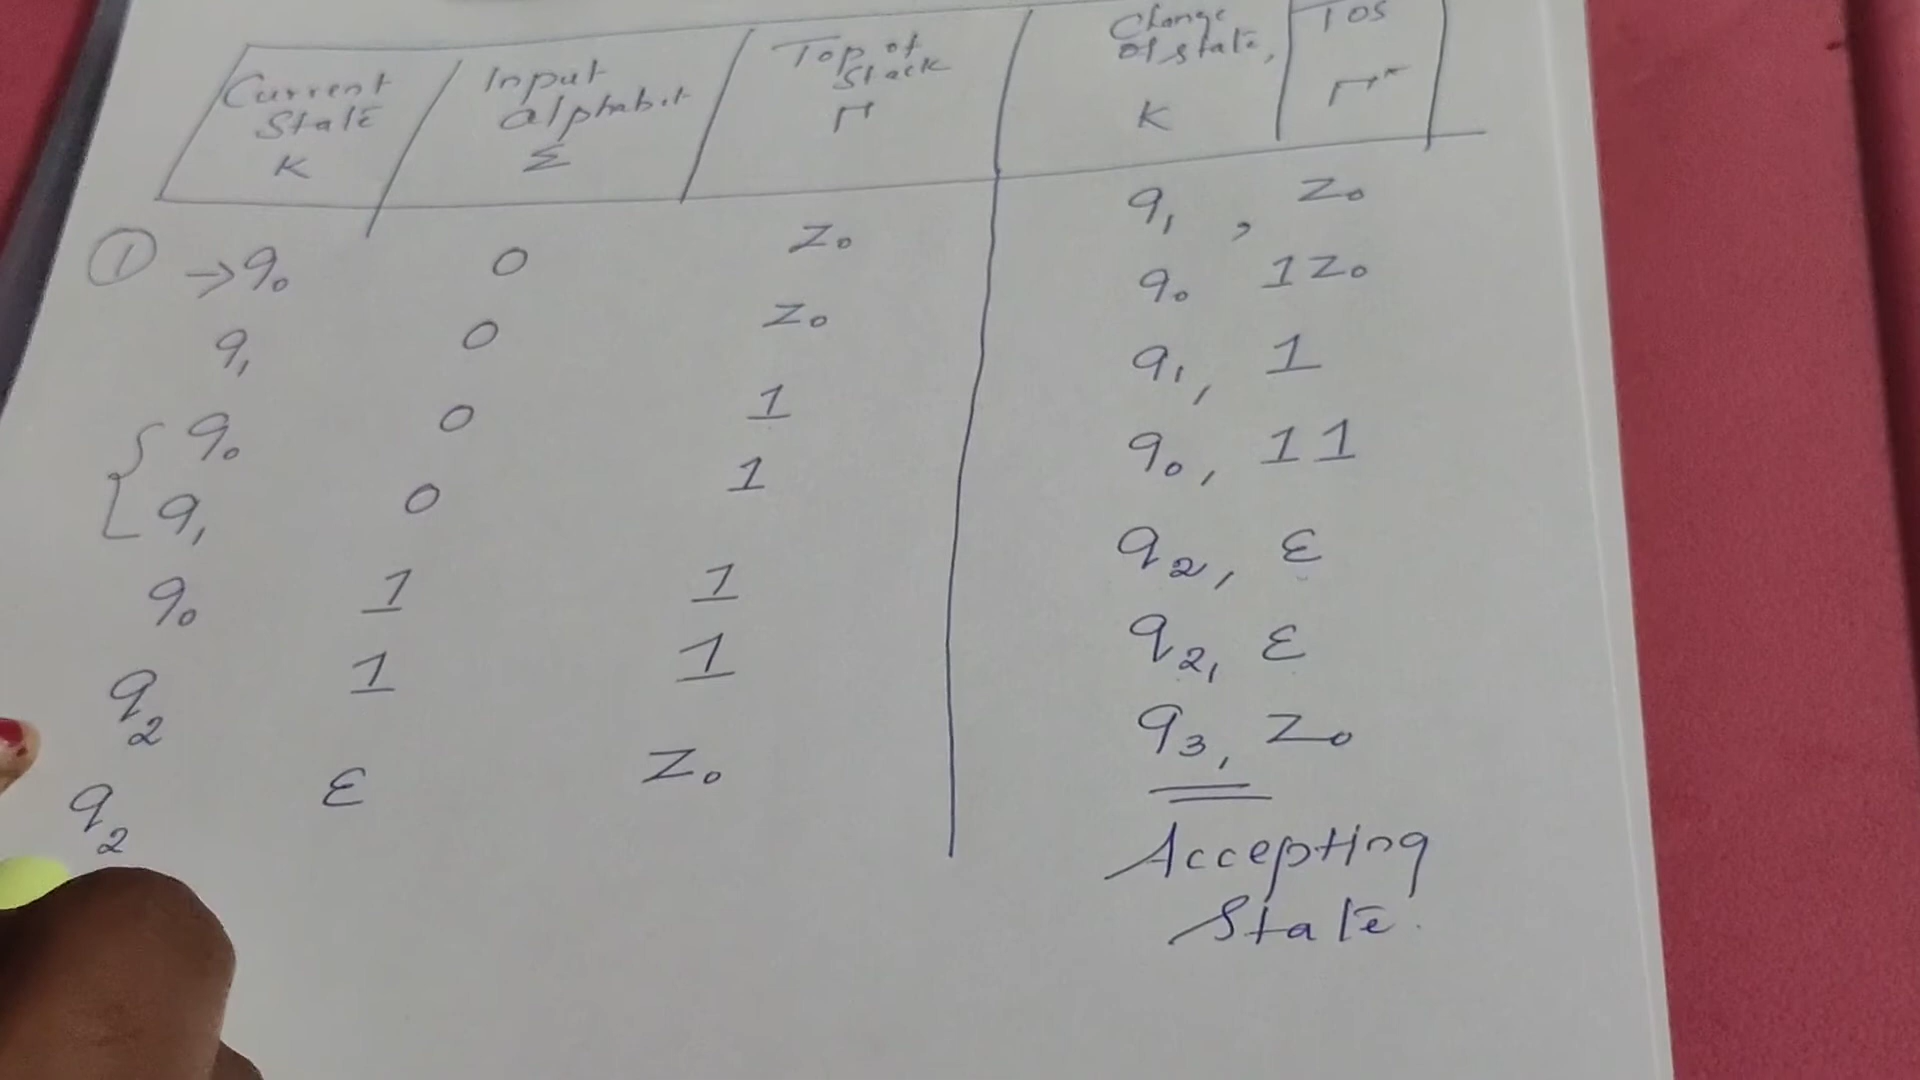 Current State K
Input alphabet Σ
Top of Stack Γ
Change of state, K
TOS Γ*
① → q₀ 0 Z₀ q₁, Z₀
q₁ 0 Z₀ q₀ 1Z₀
q₀ 0 1 q₁, 1
q₁ 0 1 q₀, 11
q₀ 1 1 q₂, ε
q₂ 1 1 q₂, ε
q₂ ε Z₀ q₃, Z₀
Accepting
State.